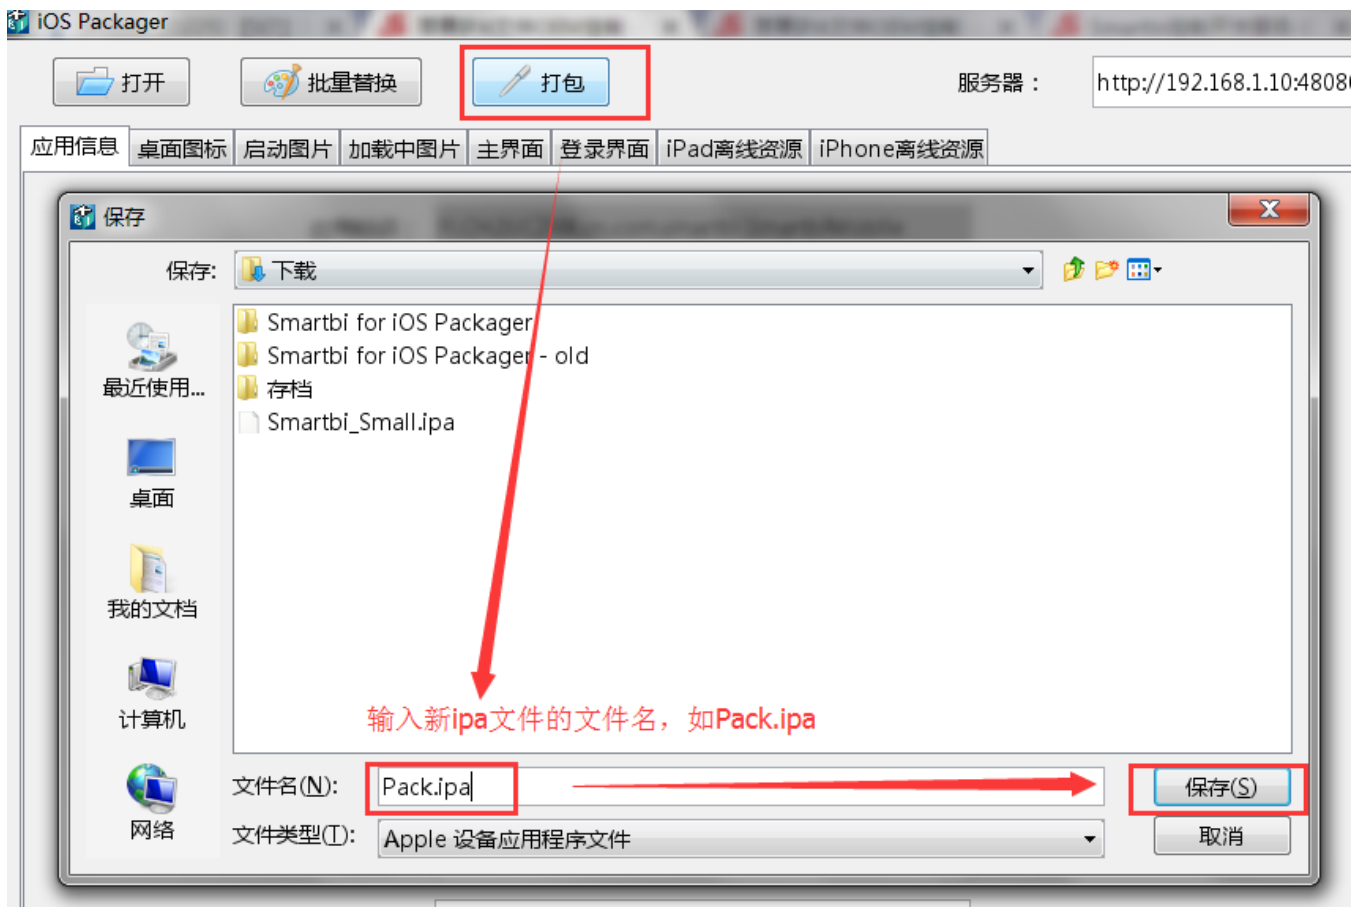 iOS Packager
打开 批量替换 打包 服务器： http://192.168.1.10:4808
应用信息 桌面图标 启动图片 加载中图片 主界面 登录界面 iPad离线资源 iPhone离线资源
保存
保存: 下载
Smartbi for iOS Packager
Smartbi for iOS Packager - old
存档
Smartbi_Small.ipa
最近使用...
桌面
我的文档
计算机
网络
输入新ipa文件的文件名，如Pack.ipa
文件名(N): Pack.ipa 保存(S)
文件类型(T): Apple 设备应用程序文件 取消